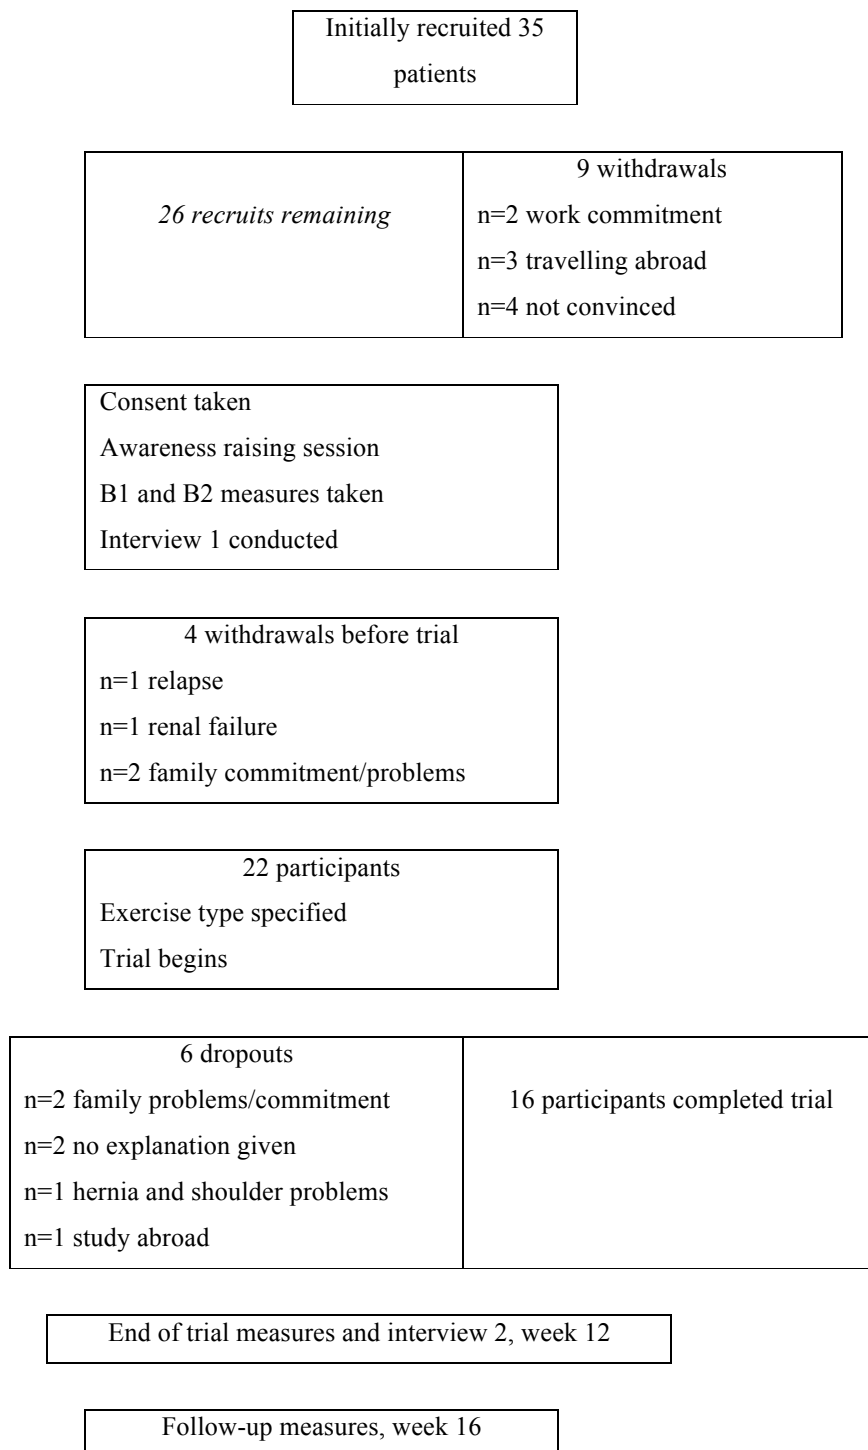 Initially recruited 35
patients
26 recruits remaining
9 withdrawals
n=2 work commitment
n=3 travelling abroad
n=4 not convinced
Consent taken
Awareness raising session
B1 and B2 measures taken
Interview 1 conducted
4 withdrawals before trial
n=1 relapse
n=1 renal failure
n=2 family commitment/problems
22 participants
Exercise type specified
Trial begins
6 dropouts
n=2 family problems/commitment
n=2 no explanation given
n=1 hernia and shoulder problems
n=1 study abroad
16 participants completed trial
End of trial measures and interview 2, week 12
Follow-up measures, week 16